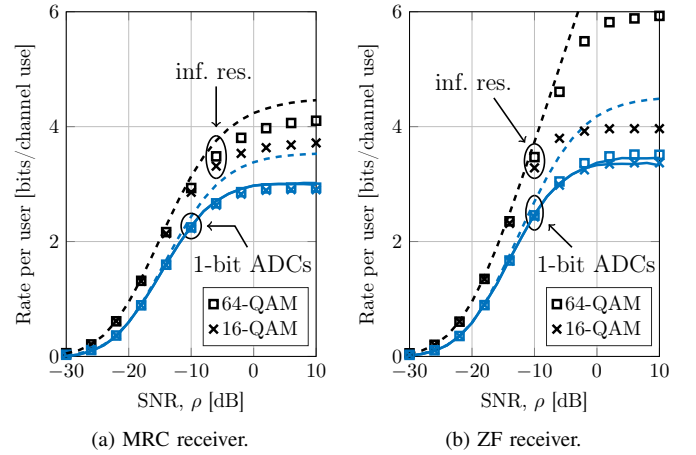 6
4
2
0
Rate per user [bits/channel use]
inf. res.
1-bit ADCs
64-QAM
16-QAM
−30
−20
−10
0
10
SNR, ρ [dB]
(a) MRC receiver.
6
4
2
0
Rate per user [bits/channel use]
inf. res.
1-bit ADCs
64-QAM
16-QAM
−30
−20
−10
0
10
SNR, ρ [dB]
(b) ZF receiver.